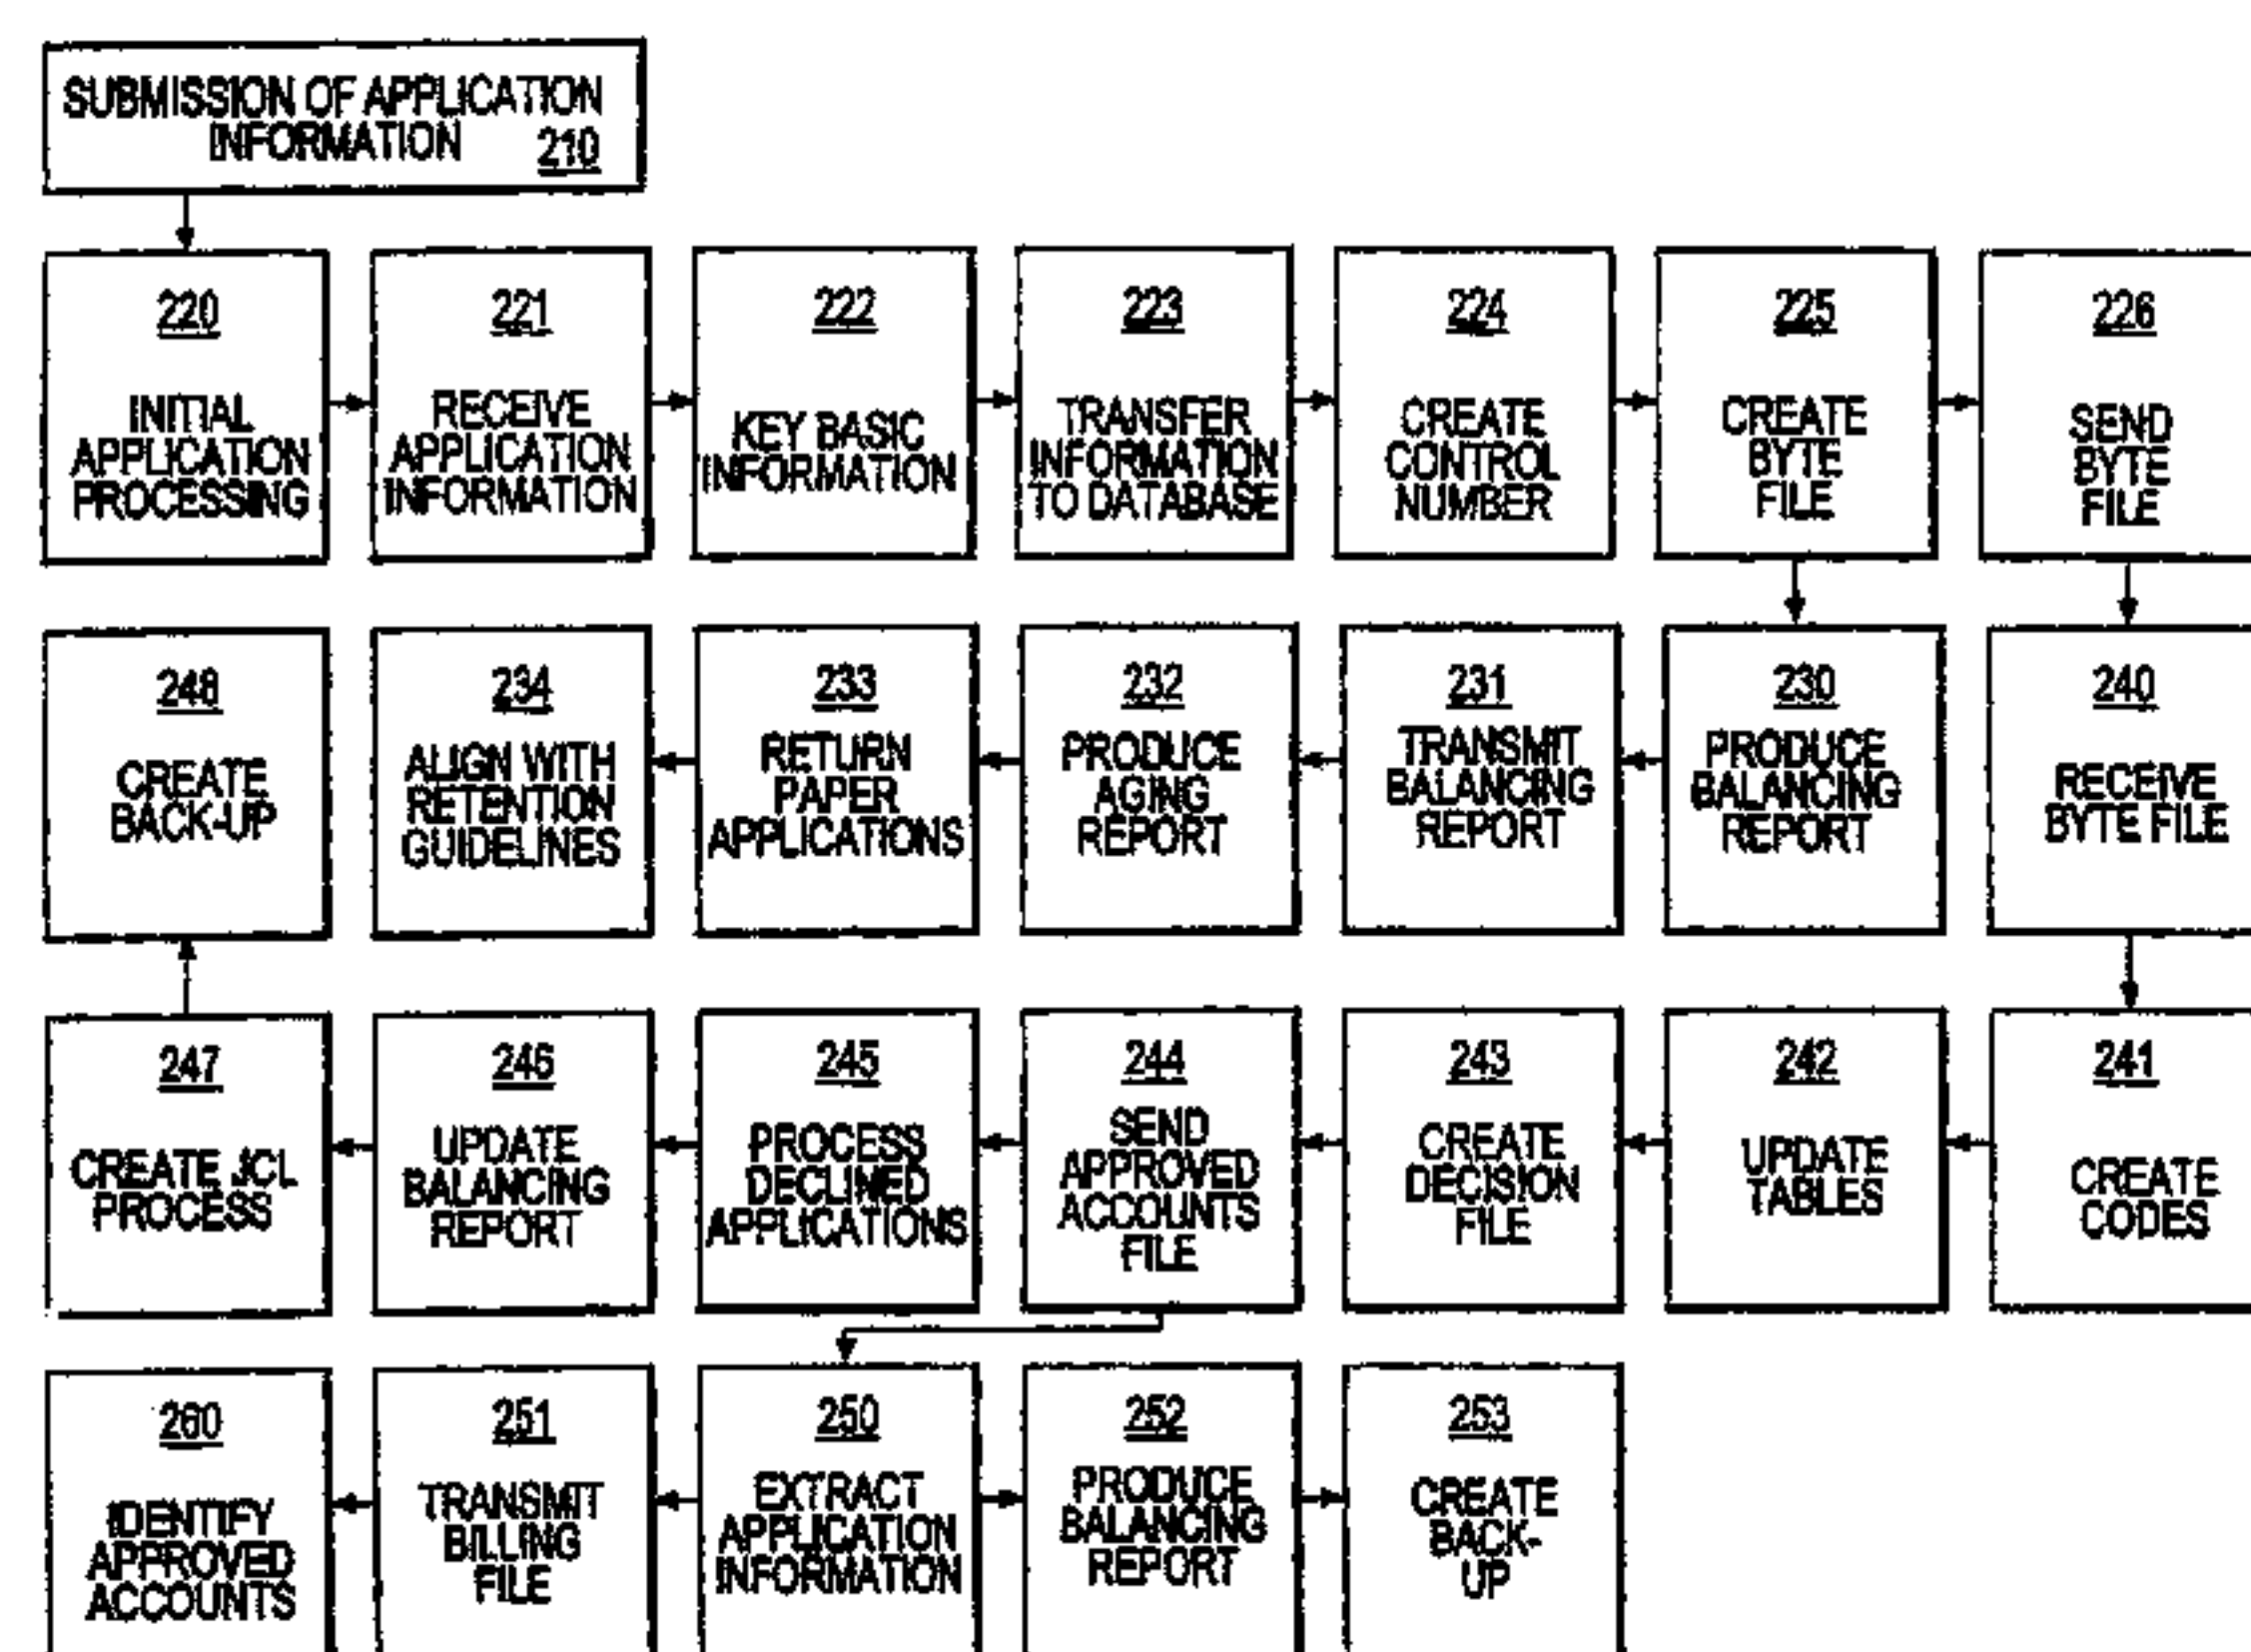 SUBMISSION OF APPLICATION
INFORMATION 210
220
INITIAL
APPLICATION
PROCESSING
221
RECEIVE
APPLICATION
INFORMATION
222
KEY BASIC
INFORMATION
223
TRANSFER
INFORMATION
TO DATABASE
224
CREATE
CONTROL
NUMBER
225
CREATE
BYTE
FILE
226
SEND
BYTE
FILE
248
CREATE
BACK-UP
234
ALIGN WITH
RETENTION
GUIDELINES
233
RETURN
PAPER
APPLICATIONS
232
PRODUCE
AGING
REPORT
231
TRANSMIT
BALANCING
REPORT
230
PRODUCE
BALANCING
REPORT
240
RECEIVE
BYTE FILE
247
CREATE JCL
PROCESS
246
UPDATE
BALANCING
REPORT
245
PROCESS
DECLINED
APPLICATIONS
244
SEND
APPROVED
ACCOUNTS
FILE
243
CREATE
DECISION
FILE
242
UPDATE
TABLES
241
CREATE
CODES
260
IDENTIFY
APPROVED
ACCOUNTS
251
TRANSMIT
BILLING
FILE
250
EXTRACT
APPLICATION
INFORMATION
252
PRODUCE
BALANCING
REPORT
253
CREATE
BACK-
UP